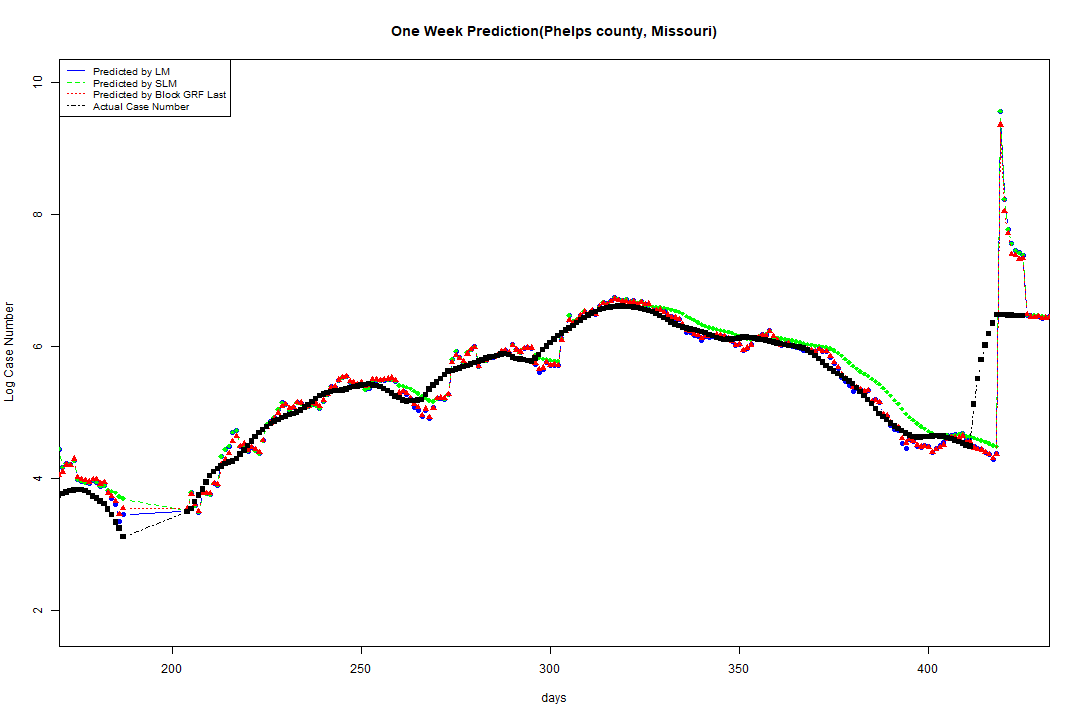 One Week Prediction(Phelps county, Missouri)
Predicted by LM
Predicted by SLM
Predicted by Block GRF Last
Actual Case Number
10
8
6
4
2
Log Case Number
200
250
300
350
400
days